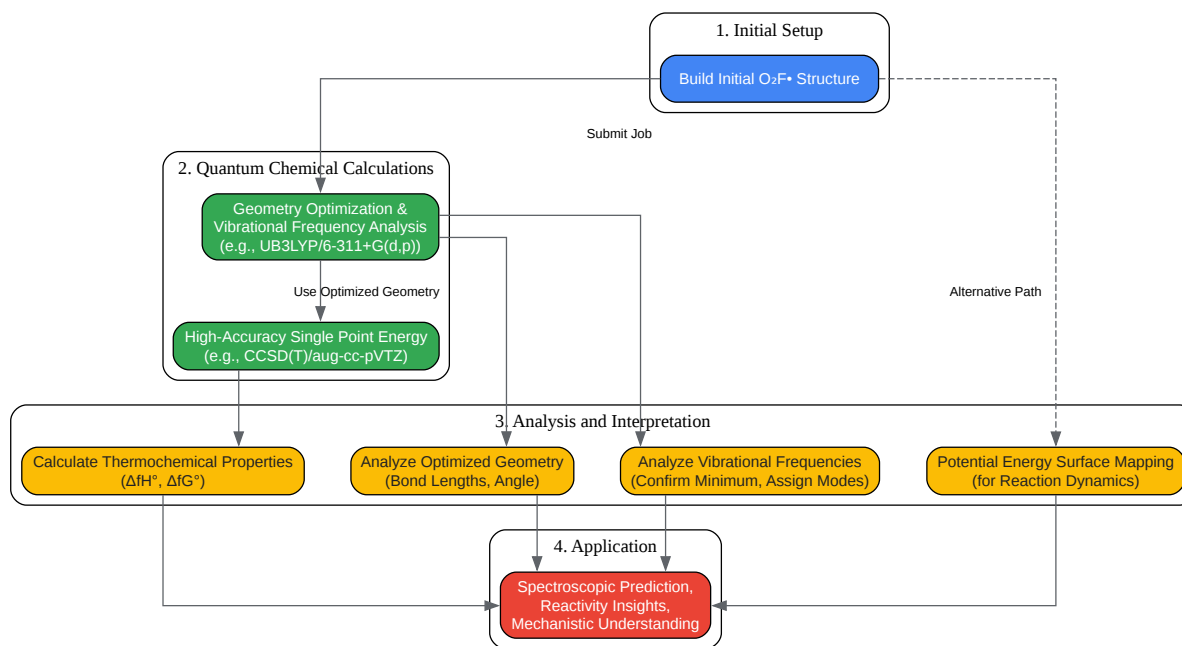 1. Initial Setup
Build Initial O₂F• Structure
Submit Job
2. Quantum Chemical Calculations
Geometry Optimization &
Vibrational Frequency Analysis
(e.g., UB3LYP/6-311+G(d,p))
Use Optimized Geometry
Alternative Path
High-Accuracy Single Point Energy
(e.g., CCSD(T)/aug-cc-pVTZ)
3. Analysis and Interpretation
Calculate Thermochemical Properties
(ΔfH°, ΔfG°)
Analyze Optimized Geometry
(Bond Lengths, Angle)
Analyze Vibrational Frequencies
(Confirm Minimum, Assign Modes)
Potential Energy Surface Mapping
(for Reaction Dynamics)
4. Application
Spectroscopic Prediction,
Reactivity Insights,
Mechanistic Understanding